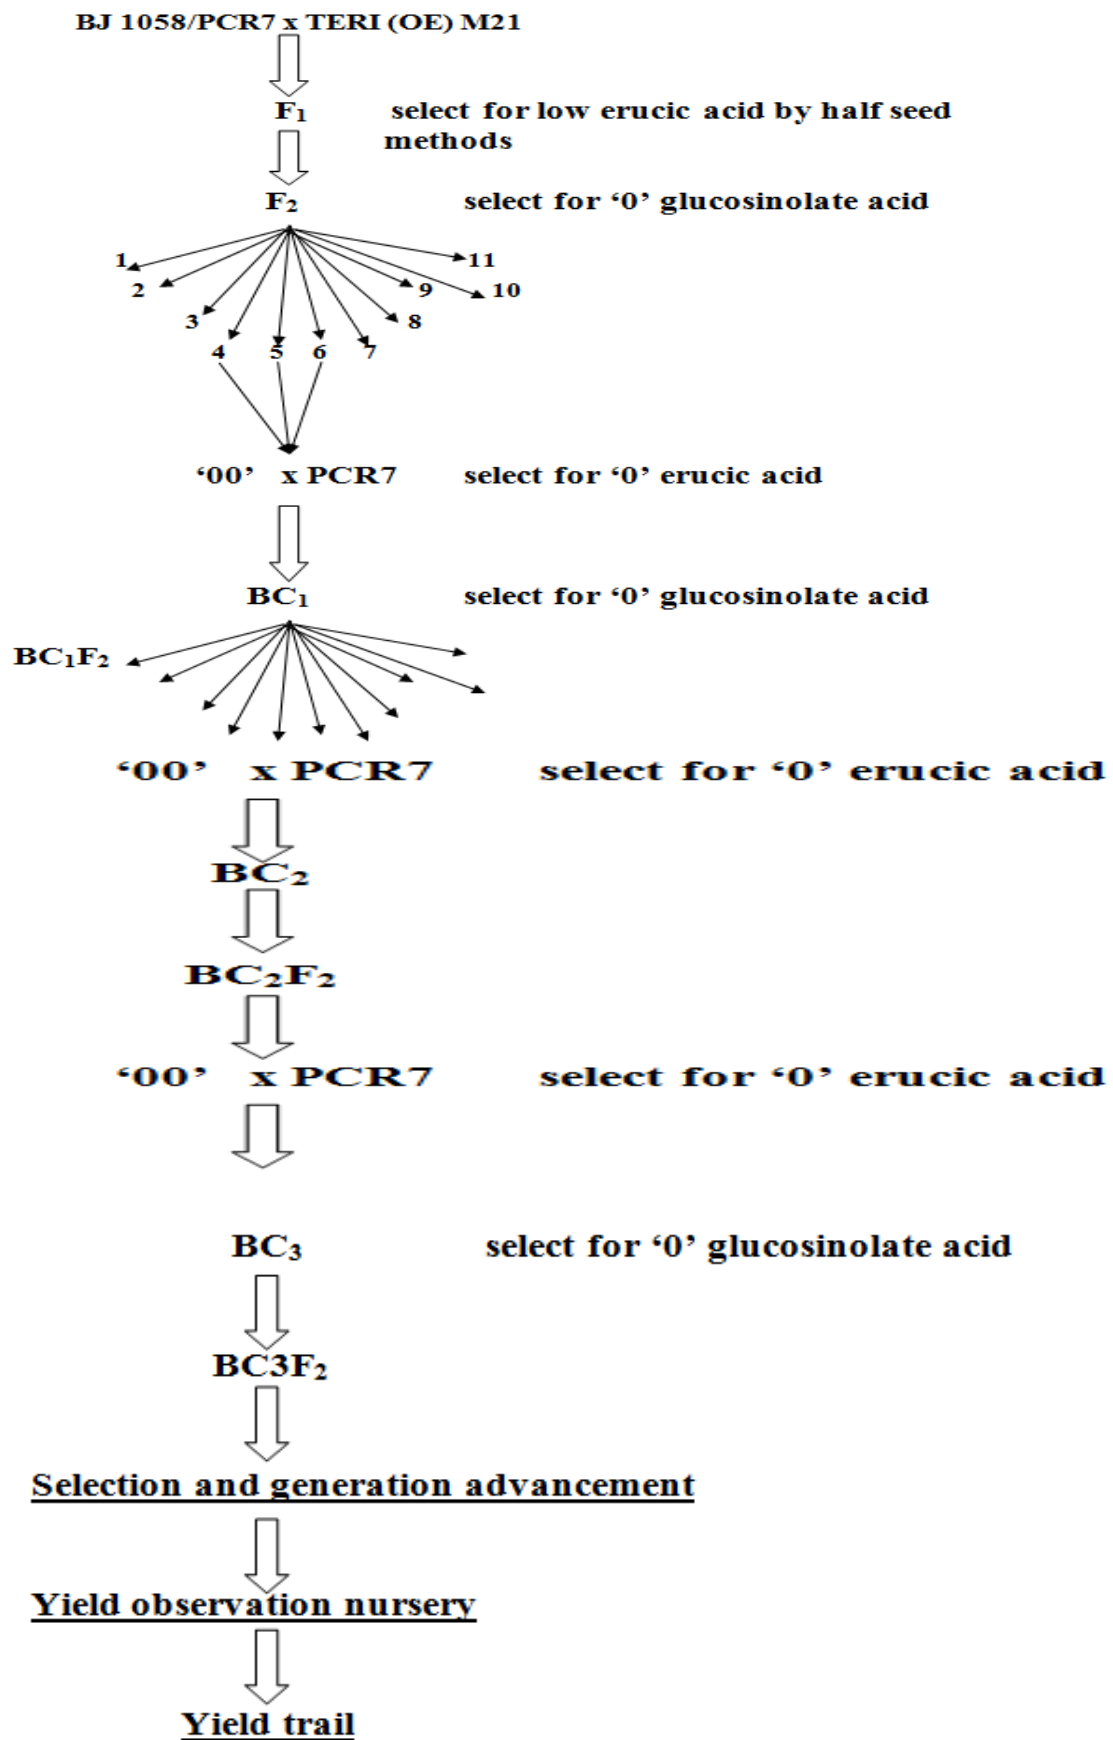 BJ 1058/PCR7 x TERI (OE) M21
F₁ select for low erucic acid by half seed
methods
F₂ select for ‘0’ glucosinolate acid
1 11
2 9 10
3 8
4 5 6 7
‘00’ x PCR7 select for ‘0’ erucic acid
BC₁ select for ‘0’ glucosinolate acid
BC₁F₂
‘00’ x PCR7 select for ‘0’ erucic acid
BC₂
BC₂F₂
‘00’ x PCR7 select for ‘0’ erucic acid
BC₃ select for ‘0’ glucosinolate acid
BC3F₂
Selection and generation advancement
Yield observation nursery
Yield trail